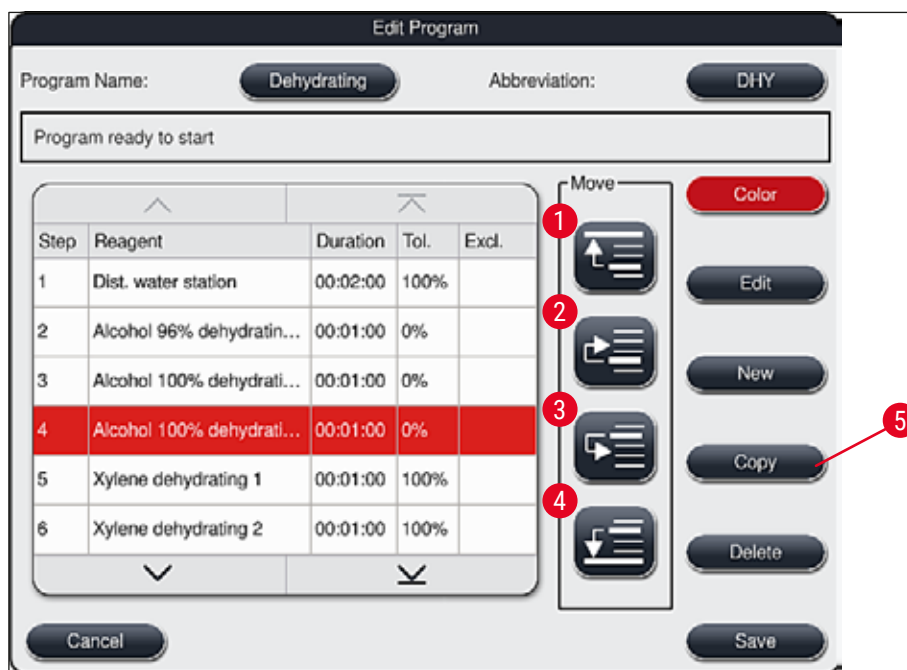 Edit Program
Program Name: Dehydrating Abbreviation: DHY
Program ready to start
Move
Color
1
Step Reagent Duration Tol. Excl.
1 Dist. water station 00:02:00 100%
Edit
2
2 Alcohol 96% dehydratin... 00:01:00 0%
3 Alcohol 100% dehydrati... 00:01:00 0%
New
3
4 Alcohol 100% dehydrati... 00:01:00 0%
5
Copy
5 Xylene dehydrating 1 00:01:00 100%
4
6 Xylene dehydrating 2 00:01:00 100%
Delete
Cancel Save